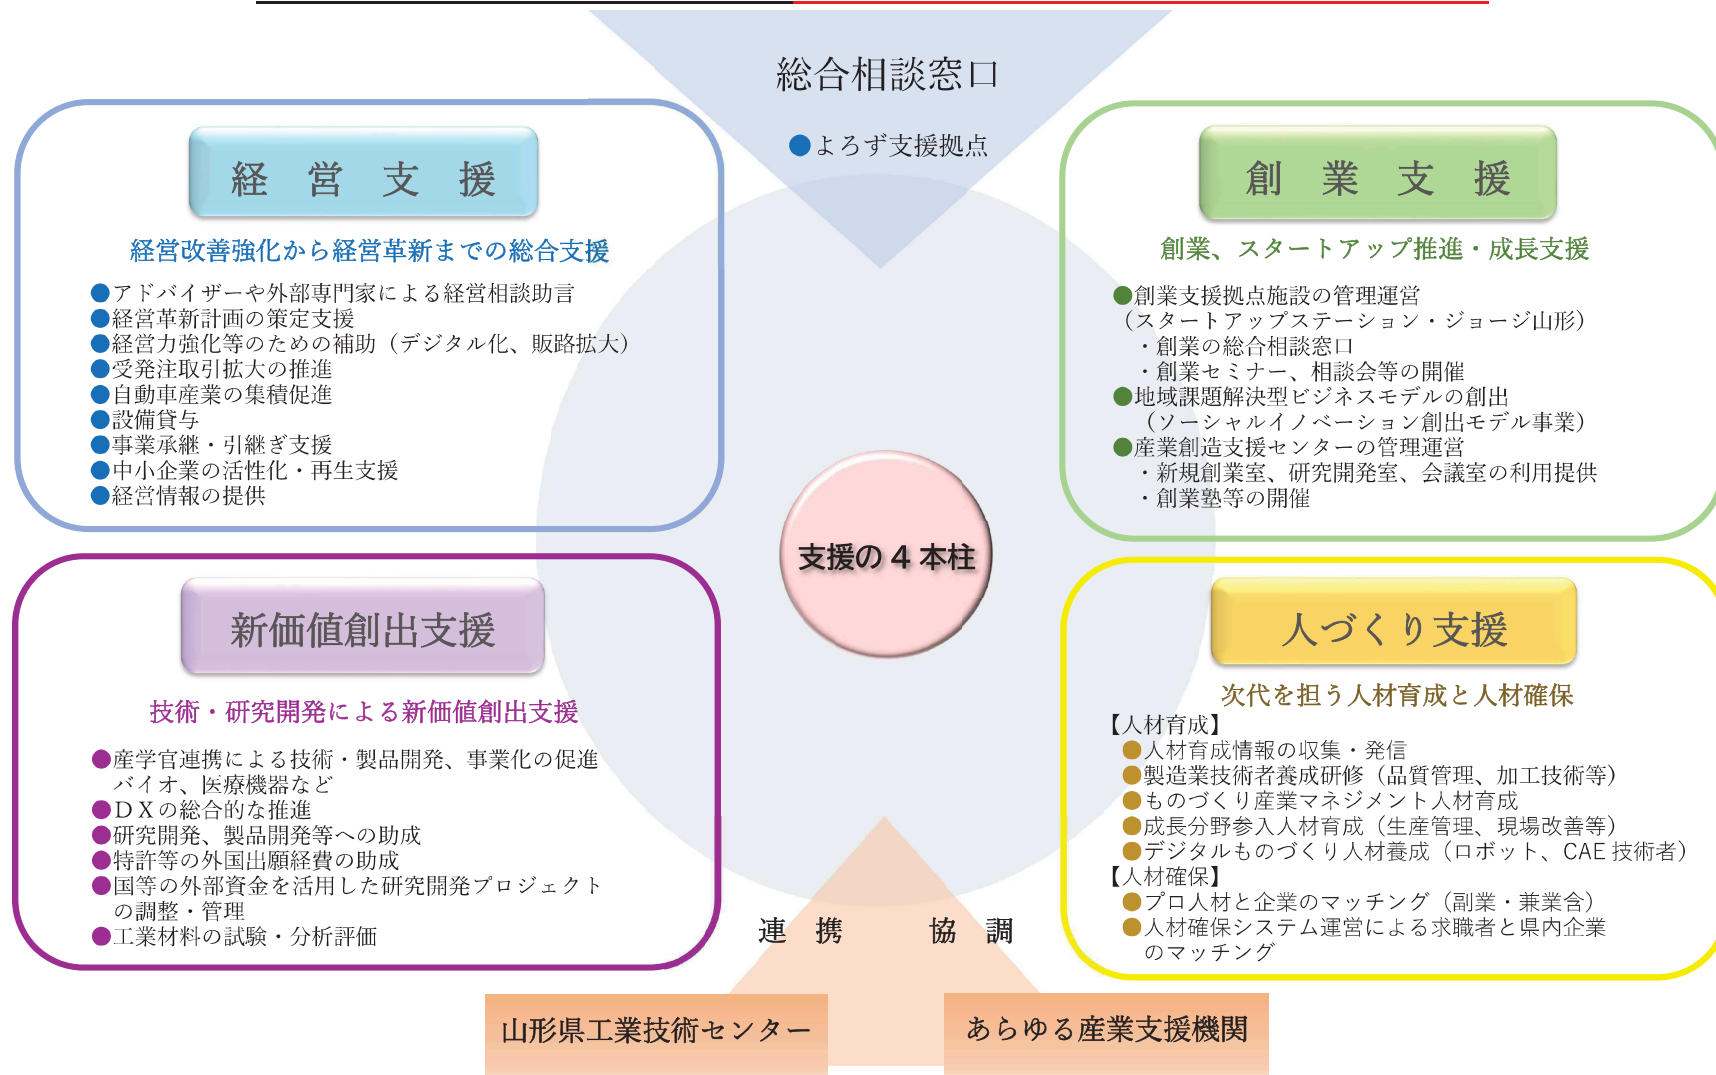 総合相談窓口
●よろず支援拠点
経 営 支 援
経営改善強化から経営革新までの総合支援
●アドバイザーや外部専門家による経営相談助言
●経営革新計画の策定支援
●経営力強化等のための補助（デジタル化、販路拡大）
●受発注取引拡大の推進
●自動車産業の集積促進
●設備貸与
●事業承継・引継ぎ支援
●中小企業の活性化・再生支援
●経営情報の提供
創 業 支 援
創業、スタートアップ推進・成長支援
●創業支援拠点施設の管理運営
（スタートアップステーション・ジョージ山形）
・創業の総合相談窓口
・創業セミナー、相談会等の開催
●地域課題解決型ビジネスモデルの創出
（ソーシャルイノベーション創出モデル事業）
●産業創造支援センターの管理運営
・新規創業室、研究開発室、会議室の利用提供
・創業塾等の開催
支援の４本柱
新価値創出支援
技術・研究開発による新価値創出支援
●産学官連携による技術・製品開発、事業化の促進
バイオ、医療機器など
●ＤＸの総合的な推進
●研究開発、製品開発等への助成
●特許等の外国出願経費の助成
●国等の外部資金を活用した研究開発プロジェクト
の調整・管理
●工業材料の試験・分析評価
人づくり支援
次代を担う人材育成と人材確保
【人材育成】
●人材育成情報の収集・発信
●製造業技術者養成研修（品質管理、加工技術等）
●ものづくり産業マネジメント人材育成
●成長分野参入人材育成（生産管理、現場改善等）
●デジタルものづくり人材養成（ロボット、CAE 技術者）
【人材確保】
●プロ人材と企業のマッチング（副業・兼業含）
●人材確保システム運営による求職者と県内企業
のマッチング
連 携 協 調
山形県工業技術センター
あらゆる産業支援機関